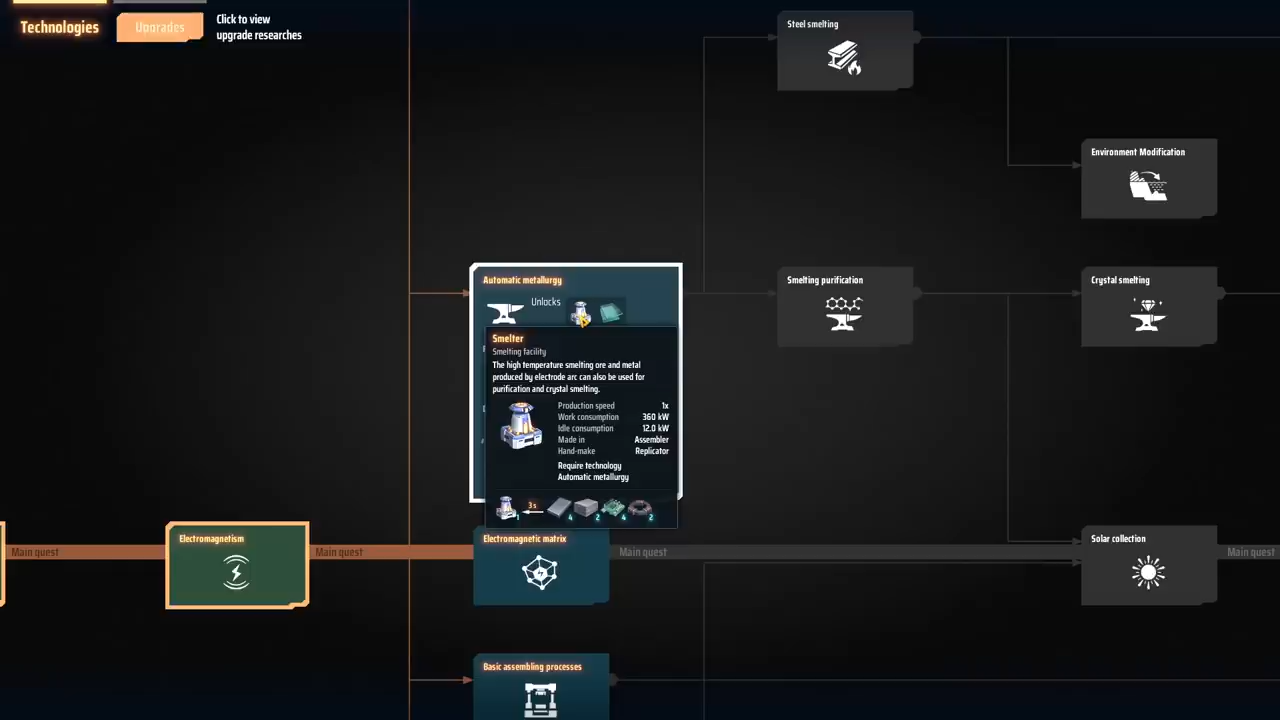 Technologies
Upgrades
Click to view
upgrade researches
Steel smelting
Environment Modification
Automatic metallurgy
Unlocks
Smelting purification
Crystal smelting
Smelter
Smelting facility
The high temperature smelting ore and metal
produced by electrode arc can also be used for
purification and crystal smelting.
Production speed 1x
Work consumption 360 kW
Idle consumption 12.0 kW
Made in Assembler
Hand-make Replicator
Require technology
Automatic metallurgy
3s
1 4 2 4 2
Main quest
Electromagnetism
Main quest
Electromagnetic matrix
Main quest
Solar collection
Main quest
Basic assembling processes